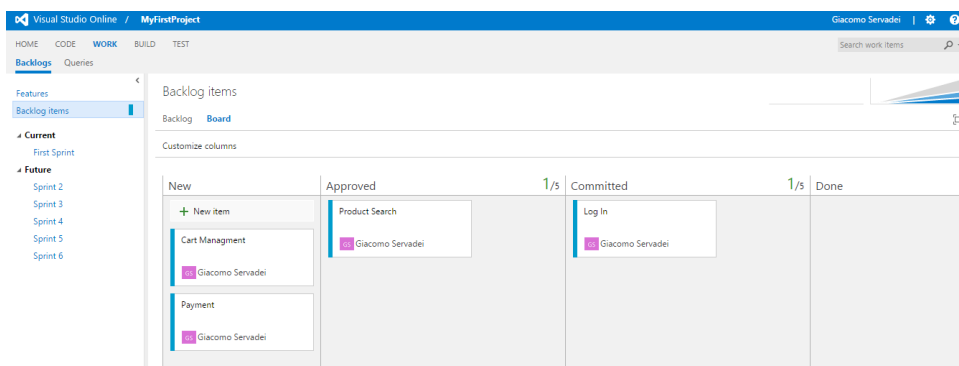 Visual Studio Online / MyFirstProject Giacomo Servadei |
HOME CODE WORK BUILD TEST Search work items
Backlogs Queries
Features
Backlog items
Current
First Sprint
Future
Sprint 2
Sprint 3
Sprint 4
Sprint 5
Sprint 6
Backlog items
Backlog Board
Customize columns
New Approved 1/5 Committed 1/5 Done
+ New item
Cart Managment
GS Giacomo Servadei
Payment
GS Giacomo Servadei
Product Search
GS Giacomo Servadei
Log In
GS Giacomo Servadei